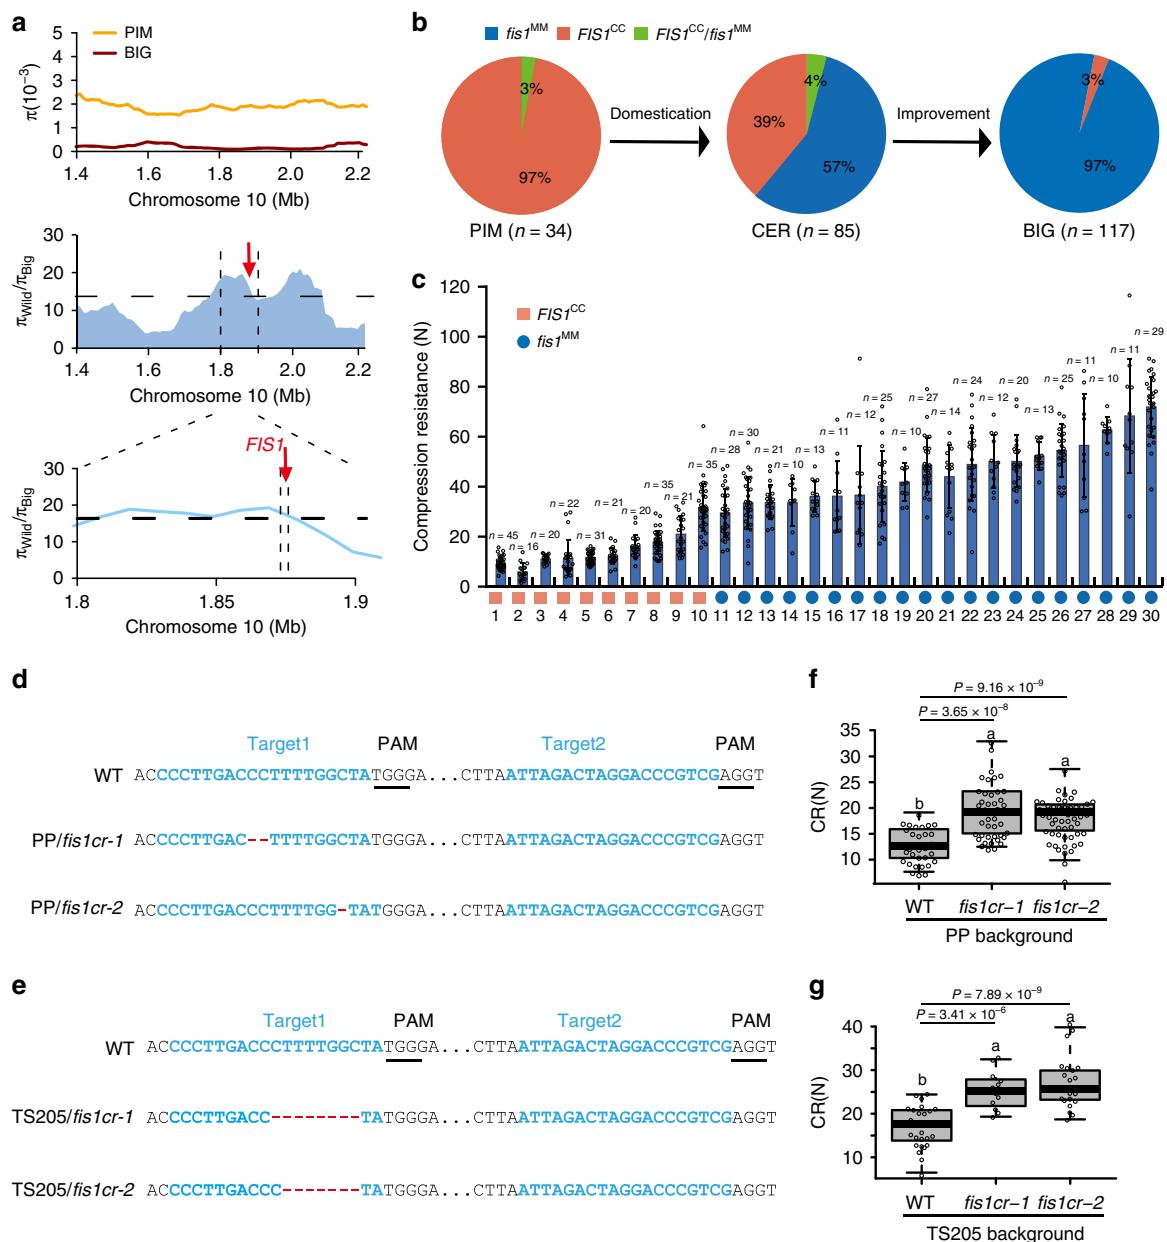 a
5
4
3
2
1
0
π(10⁻³)
PIM
BIG
1.4 1.6 1.8 2.0 2.2
Chromosome 10 (Mb)
30
20
10
0
πWild/πBig
1.4 1.6 1.8 2.0 2.2
Chromosome 10 (Mb)
FIS1
30
20
10
0
πWild/πBig
1.8 1.85 1.9
Chromosome 10 (Mb)
b
fis1ᴹᴹ FIS1ᶜᶜ FIS1ᶜᶜ/fis1ᴹᴹ
3%
97%
PIM (n = 34)
Domestication
4%
39%
57%
CER (n = 85)
Improvement
3%
97%
BIG (n = 117)
c
120
100
80
60
40
20
0
Compression resistance (N)
FIS1ᶜᶜ
fis1ᴹᴹ
n = 45
n = 16
n = 20
n = 22
n = 31
n = 21
n = 20
n = 35
n = 21
n = 35
n = 28
n = 30
n = 21
n = 10
n = 13
n = 11
n = 12
n = 25
n = 10
n = 27
n = 14
n = 24
n = 12
n = 20
n = 13
n = 25
n = 11
n = 10
n = 11
n = 29
1 2 3 4 5 6 7 8 9 10 11 12 13 14 15 16 17 18 19 20 21 22 23 24 25 26 27 28 29 30
d
Target1 PAM Target2 PAM
WT ACCCCTTGACCCTTTTGGCTATGGGA...CTTAATTAGACTAGGACCCGTCGAGGT
PP/fis1cr-1 ACCCCTTGAC--TTTTGGCTATGGGA...CTTAATTAGACTAGGACCCGTCGAGGT
PP/fis1cr-2 ACCCCTTGACCCTTTTGG-TATGGGA...CTTAATTAGACTAGGACCCGTCGAGGT
e
Target1 PAM Target2 PAM
WT ACCCCTTGACCCTTTTGGCTATGGGA...CTTAATTAGACTAGGACCCGTCGAGGT
TS205/fis1cr-1 ACCCCTTGACC---------TATGGGA...CTTAATTAGACTAGGACCCGTCGAGGT
TS205/fis1cr-2 ACCCCTTGACCC--------TATGGGA...CTTAATTAGACTAGGACCCGTCGAGGT
f
P = 9.16 × 10⁻⁹
P = 3.65 × 10⁻⁸
35
30
25
20
15
10
CR(N)
b a a
WT fis1cr–1 fis1cr–2
PP background
g
P = 7.89 × 10⁻⁹
P = 3.41 × 10⁻⁶
40
30
20
10
CR(N)
b a a
WT fis1cr–1 fis1cr–2
TS205 background